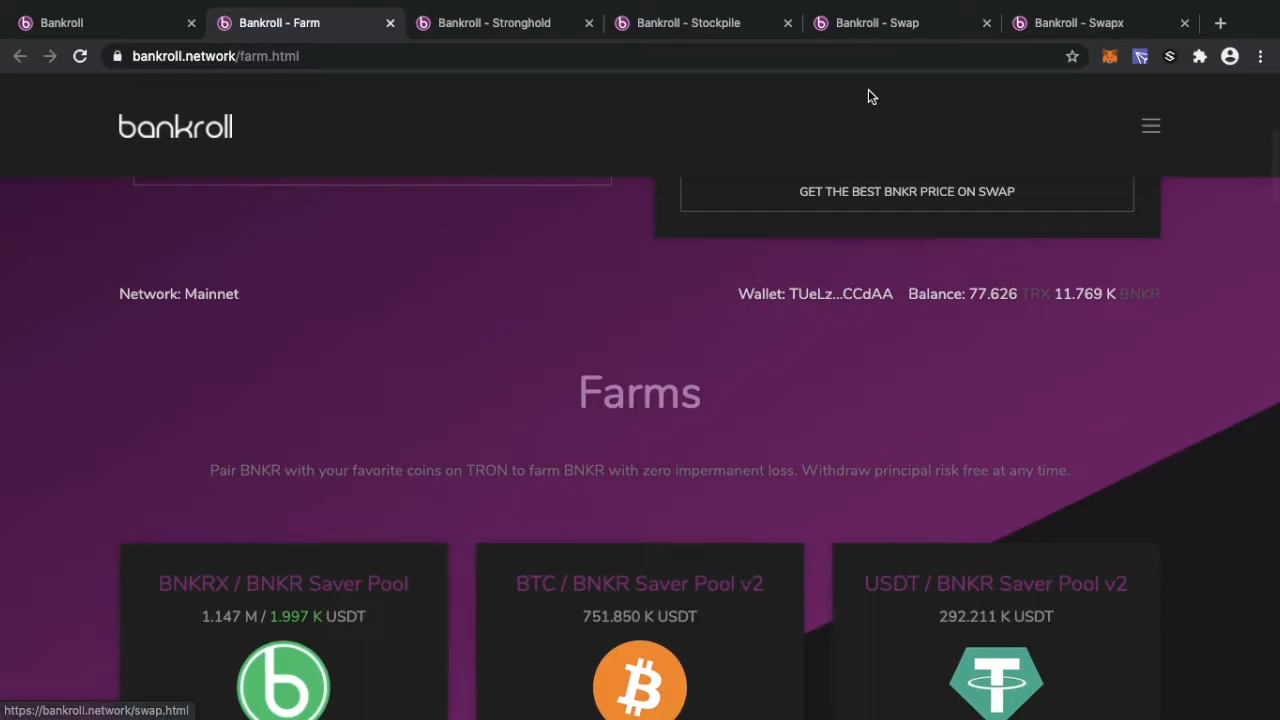 Bankroll
Bankroll - Farm
Bankroll - Stronghold
Bankroll - Stockpile
Bankroll - Swap
Bankroll - Swapx
bankroll.network/farm.html
bankroll
GET THE BEST BNKR PRICE ON SWAP
Network: Mainnet
Wallet: TUeLz...CCdAA Balance: 77.626 TRX 11.769 K BNKR
Farms
Pair BNKR with your favorite coins on TRON to farm BNKR with zero impermanent loss. Withdraw principal risk free at any time.
BNKRX / BNKR Saver Pool
1.147 M / 1.997 K USDT
BTC / BNKR Saver Pool v2
751.850 K USDT
USDT / BNKR Saver Pool v2
292.211 K USDT
https://bankroll.network/swap.html